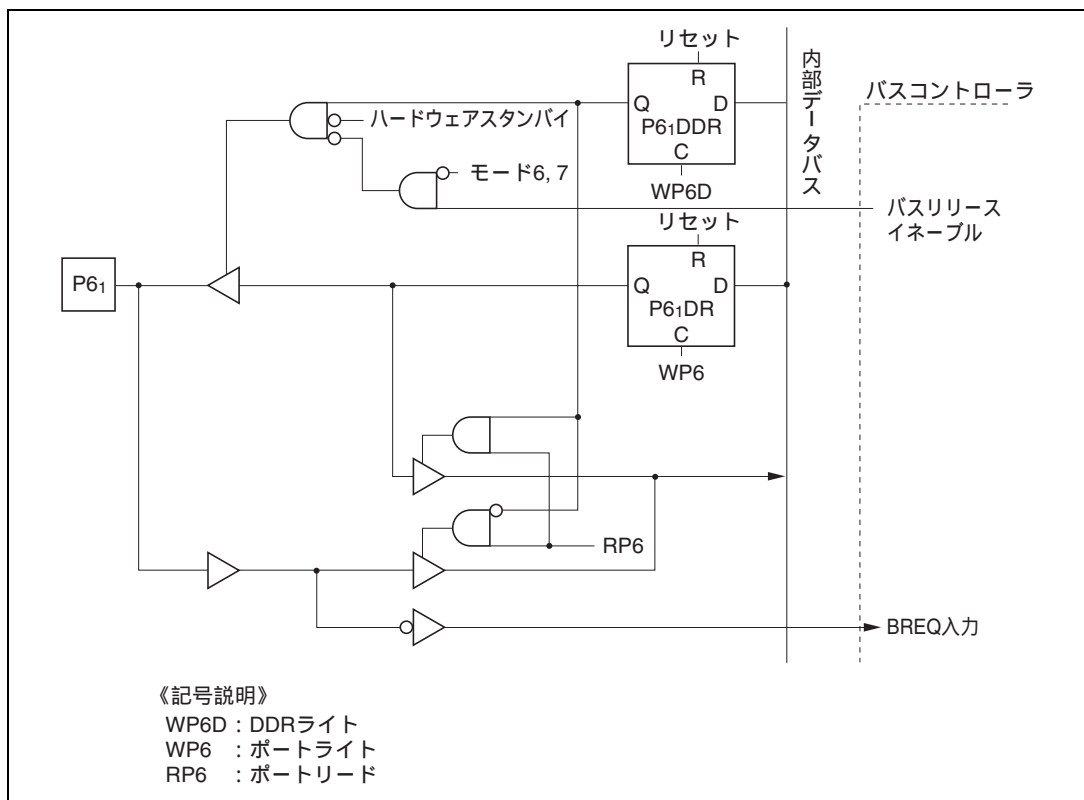 リセット
R
Q
D
P6₁DDR
C
WP6D
内部データバス
バスコントローラ
ハードウェアスタンバイ
モード6, 7
バスリリース
イネーブル
リセット
R
Q
D
P6₁DR
C
WP6
P6₁
RP6
BREQ入力
《記号説明》
WP6D：DDRライト
WP6 ：ポートライト
RP6 ：ポートリード